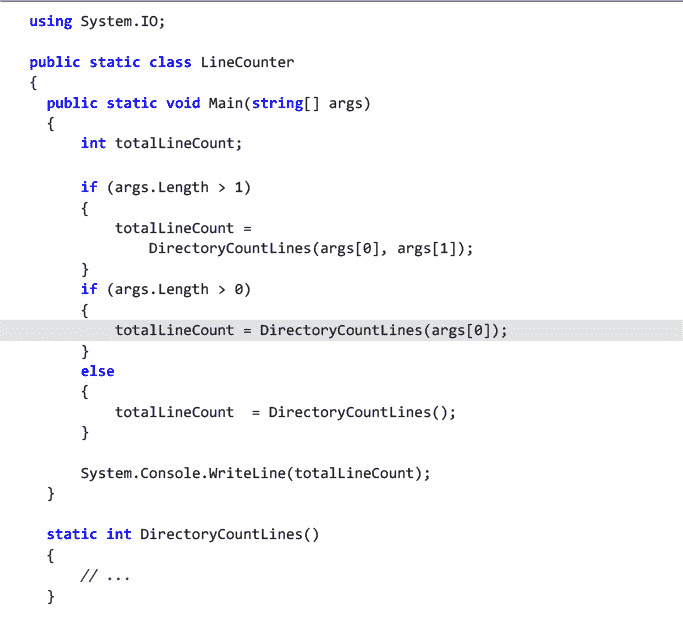 using System.IO;
public static class LineCounter
{
public static void Main(string[] args)
{
int totalLineCount;
if (args.Length > 1)
{
totalLineCount =
DirectoryCountLines(args[0], args[1]);
}
if (args.Length > 0)
{
totalLineCount = DirectoryCountLines(args[0]);
}
else
{
totalLineCount  = DirectoryCountLines();
}
System.Console.WriteLine(totalLineCount);
}
static int DirectoryCountLines()
{
// ...
}